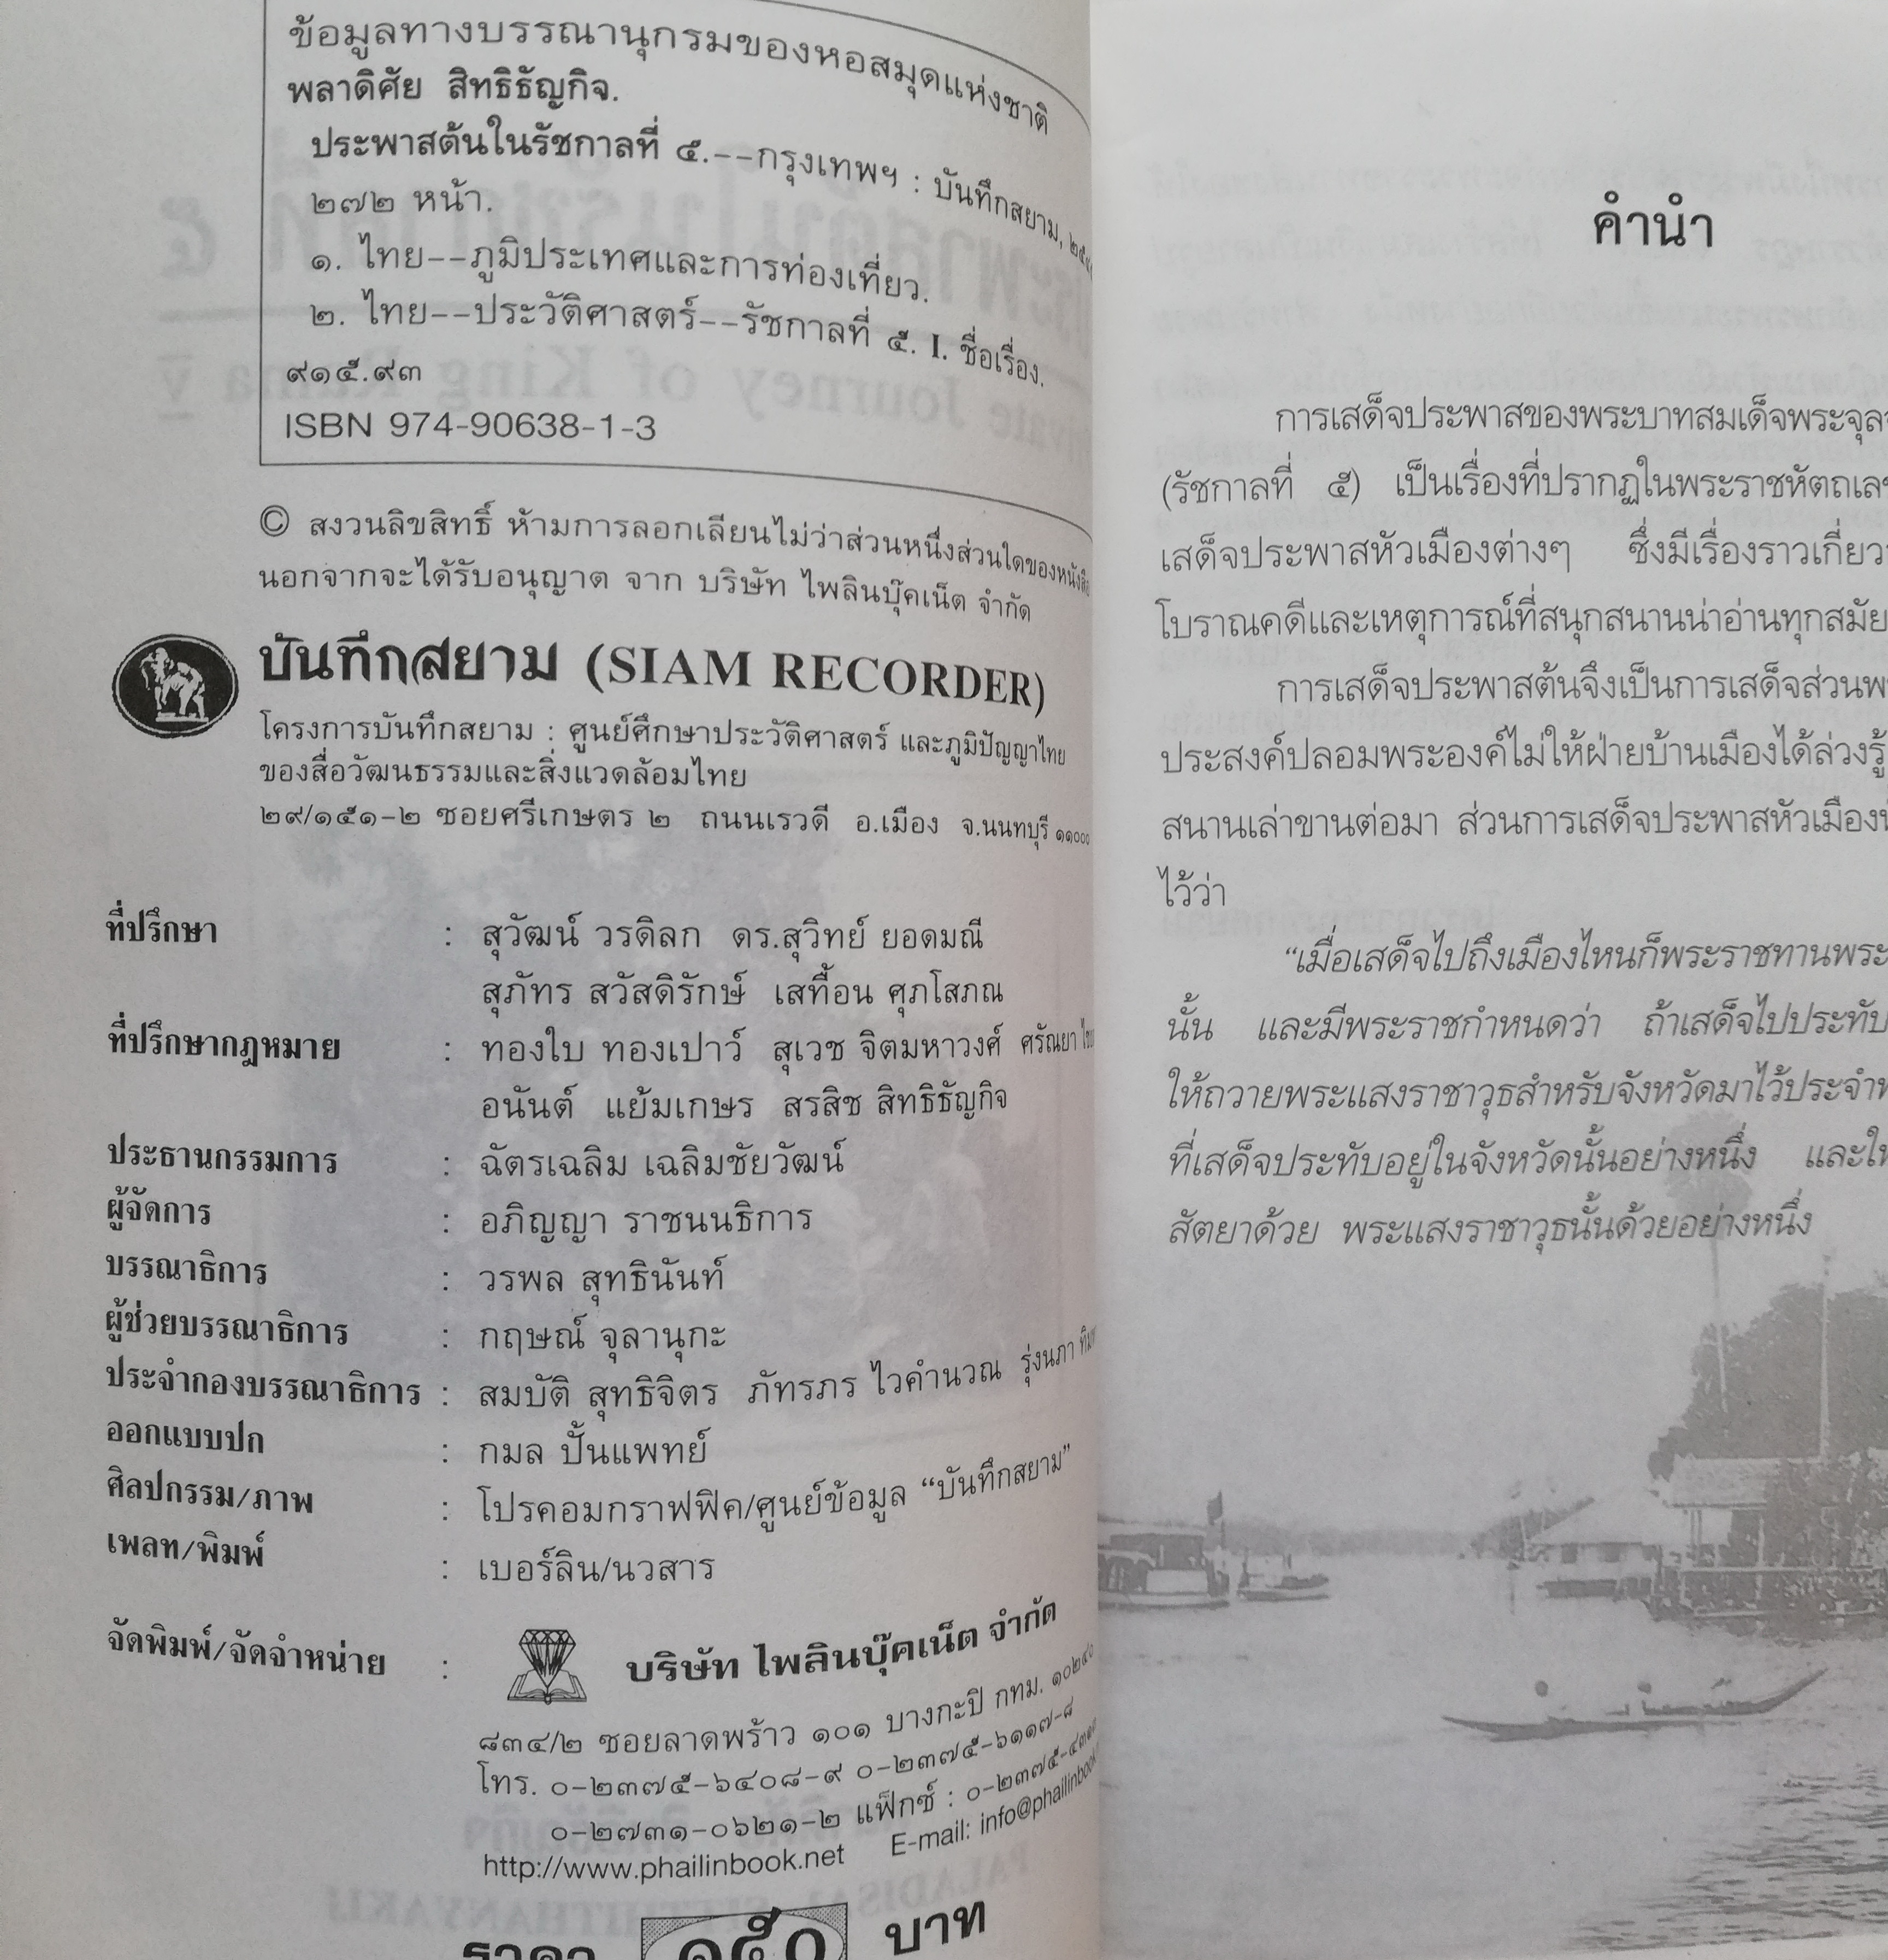 ข้อมูลทางบรรณานุกรมของหอสมุดแห่งชาติ
พลาดิศัย สิทธิธัญกิจ.
ประพาสต้นในรัชกาลที่ ๕.--กรุงเทพฯ : บันทึกสยาม,
๒๗๒ หน้า.
๑. ไทย--ภูมิประเทศและการท่องเที่ยว.
๒. ไทย--ประวัติศาสตร์--รัชกาลที่ ๕. I. ชื่อเรื่อง.
๙๑๕.๙๓
ISBN 974-90638-1-3
© สงวนลิขสิทธิ์ ห้ามการลอกเลียนไม่ว่าส่วนหนึ่งส่วนใดของหนังสือ
นอกจากจะได้รับอนุญาต จาก บริษัท ไพลินบุ๊คเน็ต จำกัด
บันทึกสยาม (SIAM RECORDER)
โครงการบันทึกสยาม : ศูนย์ศึกษาประวัติศาสตร์ และภูมิปัญญาไทย
ของสื่อวัฒนธรรมและสิ่งแวดล้อมไทย
๒๙/๑๕๑-๒ ซอยศรีเกษตร ๒ ถนนเรวดี อ.เมือง จ.นนทบุรี ๑๑๐๐๐
ที่ปรึกษา : สุวัฒน์ วรดิลก ดร.สุวิทย์ ยอดมณี
สุภัทร สวัสดิรักษ์ เสทื้อน ศุภโสภณ
ที่ปรึกษากฎหมาย : ทองใบ ทองเปาว์ สุเวช จิตมหาวงศ์ ศรัณยา
อนันต์ แย้มเกษร สรสิช สิทธิธัญกิจ
ประธานกรรมการ : ฉัตรเฉลิม เฉลิมชัยวัฒน์
ผู้จัดการ : อภิญญา ราชนนธิการ
บรรณาธิการ : วรพล สุทธินันท์
ผู้ช่วยบรรณาธิการ : กฤษณ์ จุลานุกะ
ประจำกองบรรณาธิการ : สมบัติ สุทธิจิตร ภัทรภร ไวคำนวณ รุ่งนภา
ออกแบบปก : กมล ปั้นแพทย์
ศิลปกรรม/ภาพ : โปรคอมกราฟฟิค/ศูนย์ข้อมูล “บันทึกสยาม”
เพลท/พิมพ์ : เบอร์ลิน/นวสาร
จัดพิมพ์/จัดจำหน่าย : บริษัท ไพลินบุ๊คเน็ต จำกัด
๘๓๔/๒ ซอยลาดพร้าว ๑๐๑ บางกะปิ กทม. ๑๐๒๔๐
โทร. ๐-๒๓๗๕-๖๔๐๘-๙ ๐-๒๓๗๕-๖๑๑๗-๘
๐-๒๗๓๑-๐๖๒๑-๒ แฟ็กซ์ :
http://www.phailinbook.net E-mail: info@phailinbook
ราคา ๑๕๐ บาท
คำนำ
การเสด็จประพาสของพระบาทสมเด็จพระจุล
(รัชกาลที่ ๕) เป็นเรื่องที่ปรากฏในพระราชหัตถเลข
เสด็จประพาสหัวเมืองต่างๆ ซึ่งมีเรื่องราวเกี่ยว
โบราณคดีและเหตุการณ์ที่สนุกสนานน่าอ่านทุกสมัย
การเสด็จประพาสต้นจึงเป็นการเสด็จส่วนพ
ประสงค์ปลอมพระองค์ไม่ให้ฝ่ายบ้านเมืองได้ล่วงรู้
สนานเล่าขานต่อมา ส่วนการเสด็จประพาสหัวเมือง
ไว้ว่า
“เมื่อเสด็จไปถึงเมืองไหนก็พระราชทานพระ
นั้น และมีพระราชกำหนดว่า ถ้าเสด็จไปประทับ
ให้ถวายพระแสงราชาวุธสำหรับจังหวัดมาไว้ประจำ
ที่เสด็จประทับอยู่ในจังหวัดนั้นอย่างหนึ่ง และให้
สัตยาด้วย พระแสงราชาวุธนั้นด้วยอย่างหนึ่ง